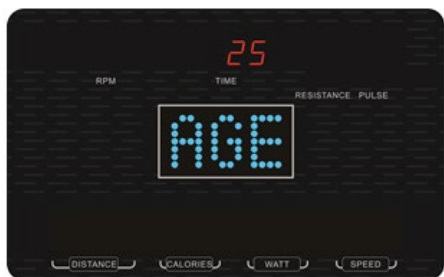 25
RPM TIME
RESISTANCE PULSE
AGE
DISTANCE CALORIES WATT SPEED